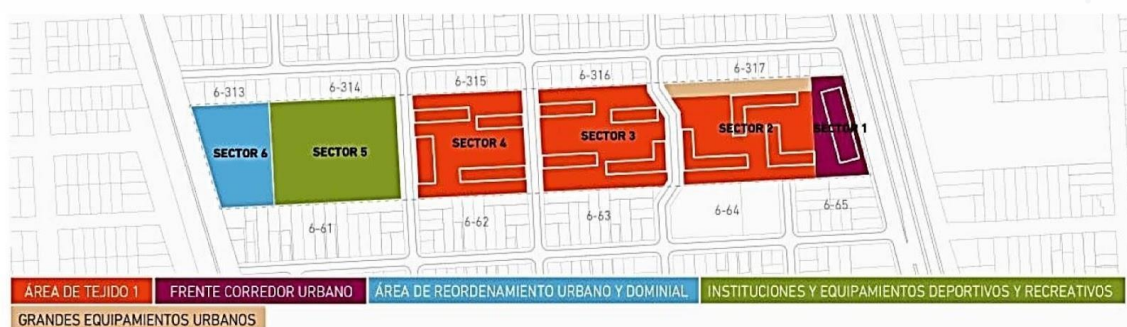 6-313
6-314
6-315
6-316
6-317
SECTOR 6
SECTOR 5
SECTOR 4
SECTOR 3
SECTOR 2
SECTOR 1
6-61
6-62
6-63
6-64
6-65
ÁREA DE TEJIDO 1
FRENTE CORREDOR URBANO
ÁREA DE REORDENAMIENTO URBANO Y DOMINIAL
INSTITUCIONES Y EQUIPAMIENTOS DEPORTIVOS Y RECREATIVOS
GRANDES EQUIPAMIENTOS URBANOS